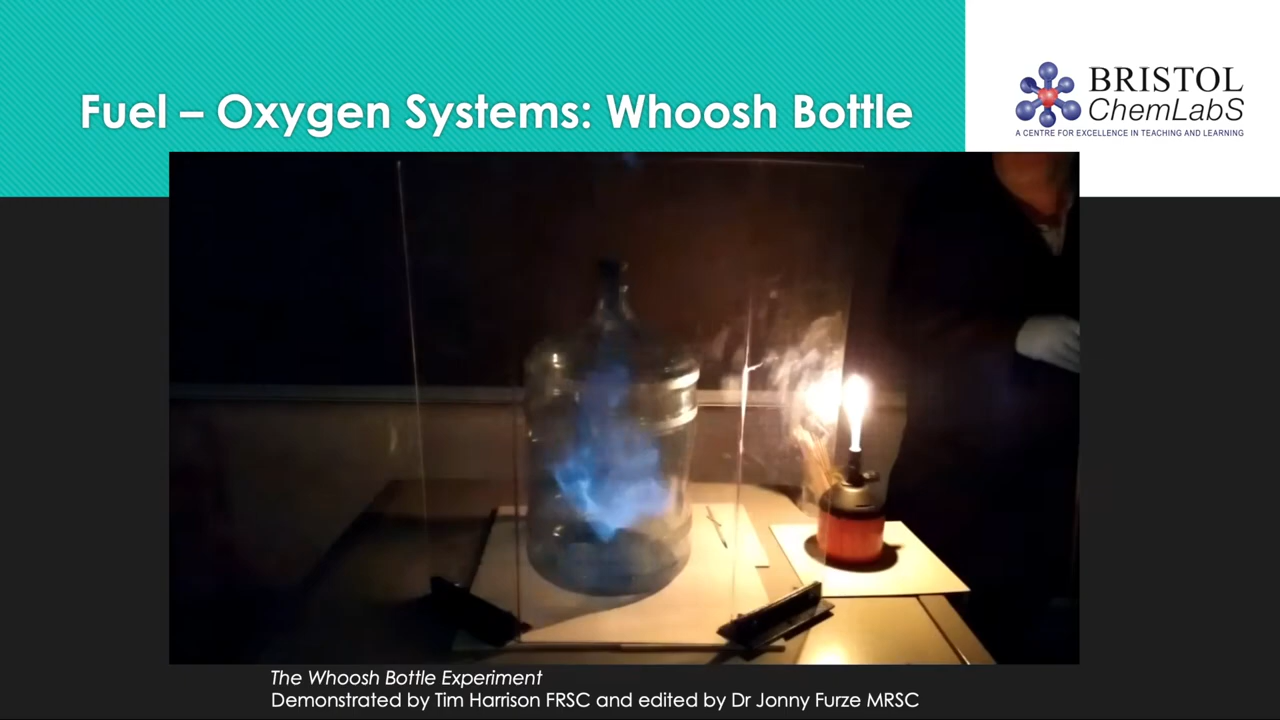 Fuel – Oxygen Systems: Whoosh Bottle
BRISTOL
ChemLabS
A CENTRE FOR EXCELLENCE IN TEACHING AND LEARNING
The Whoosh Bottle Experiment
Demonstrated by Tim Harrison FRSC and edited by Dr Jonny Furze MRSC